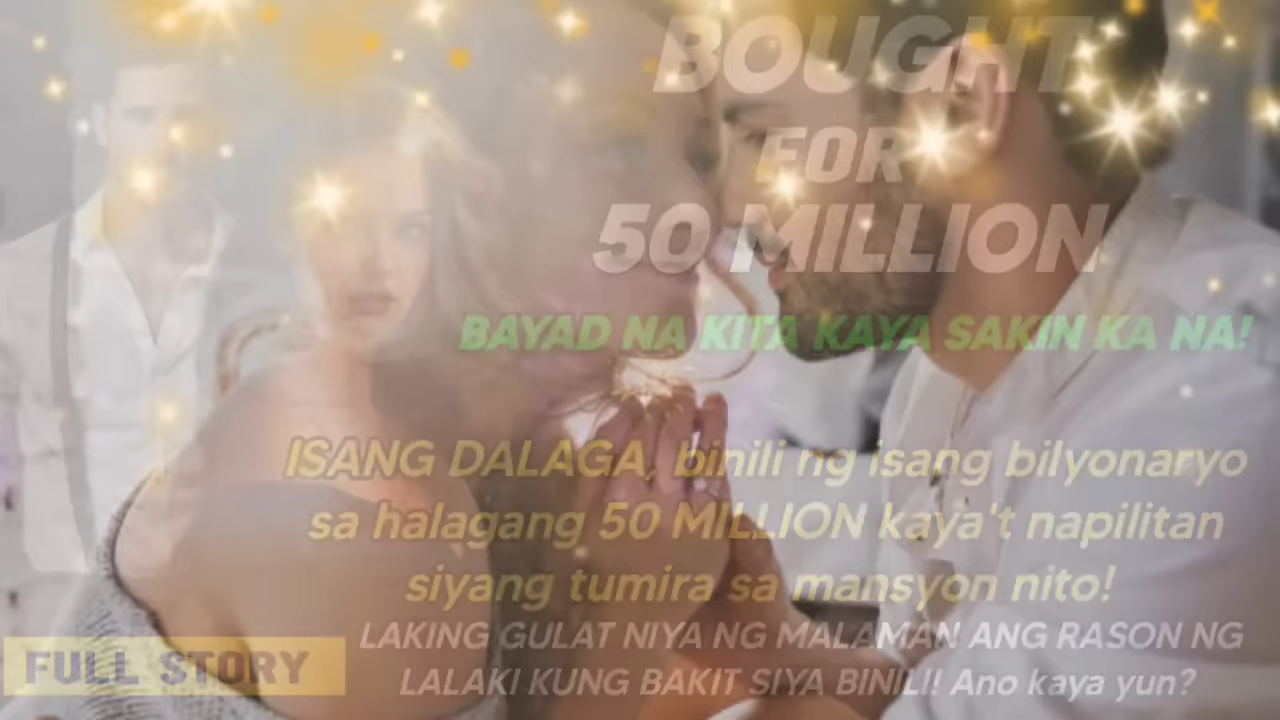 BOUGHT
FOR
50 MILLION
BAYAD NA KITA KAYA SAKIN KA NA!
ISANG DALAGA, binili ng isang bilyonaryo
sa halagang 50 MILLION kaya't napilitan
siyang tumira sa mansyon nito!
LAKING GULAT NIYA NG MALAMAN ANG RASON NG
LALAKI KUNG BAKIT SIYA BINILI! Ano kaya yun?
FULL STORY